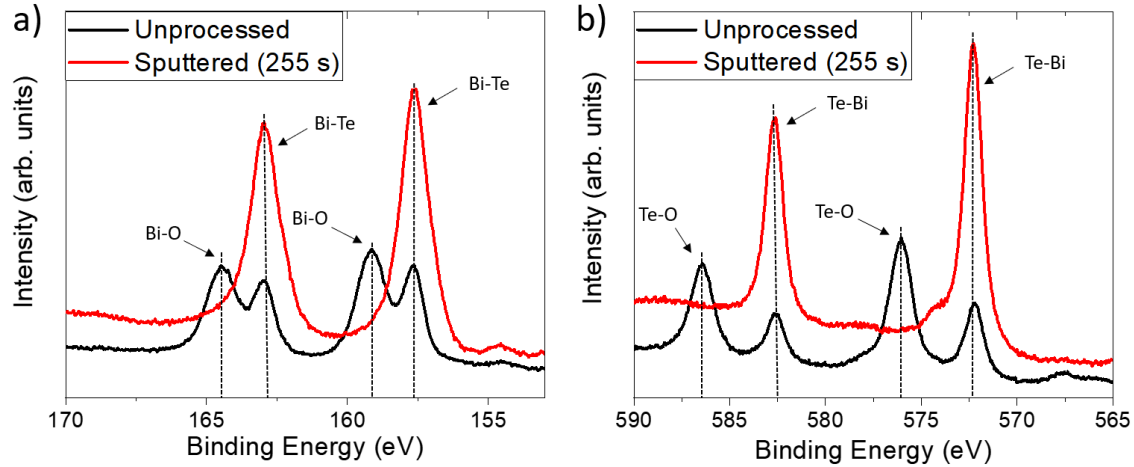 a)
Unprocessed
Sputtered (255 s)
Bi-Te
Bi-Te
Bi-O
Bi-O
Intensity (arb. units)
170
165
160
155
Binding Energy (eV)
b)
Unprocessed
Sputtered (255 s)
Te-Bi
Te-Bi
Te-O
Te-O
Intensity (arb. units)
590
585
580
575
570
565
Binding Energy (eV)